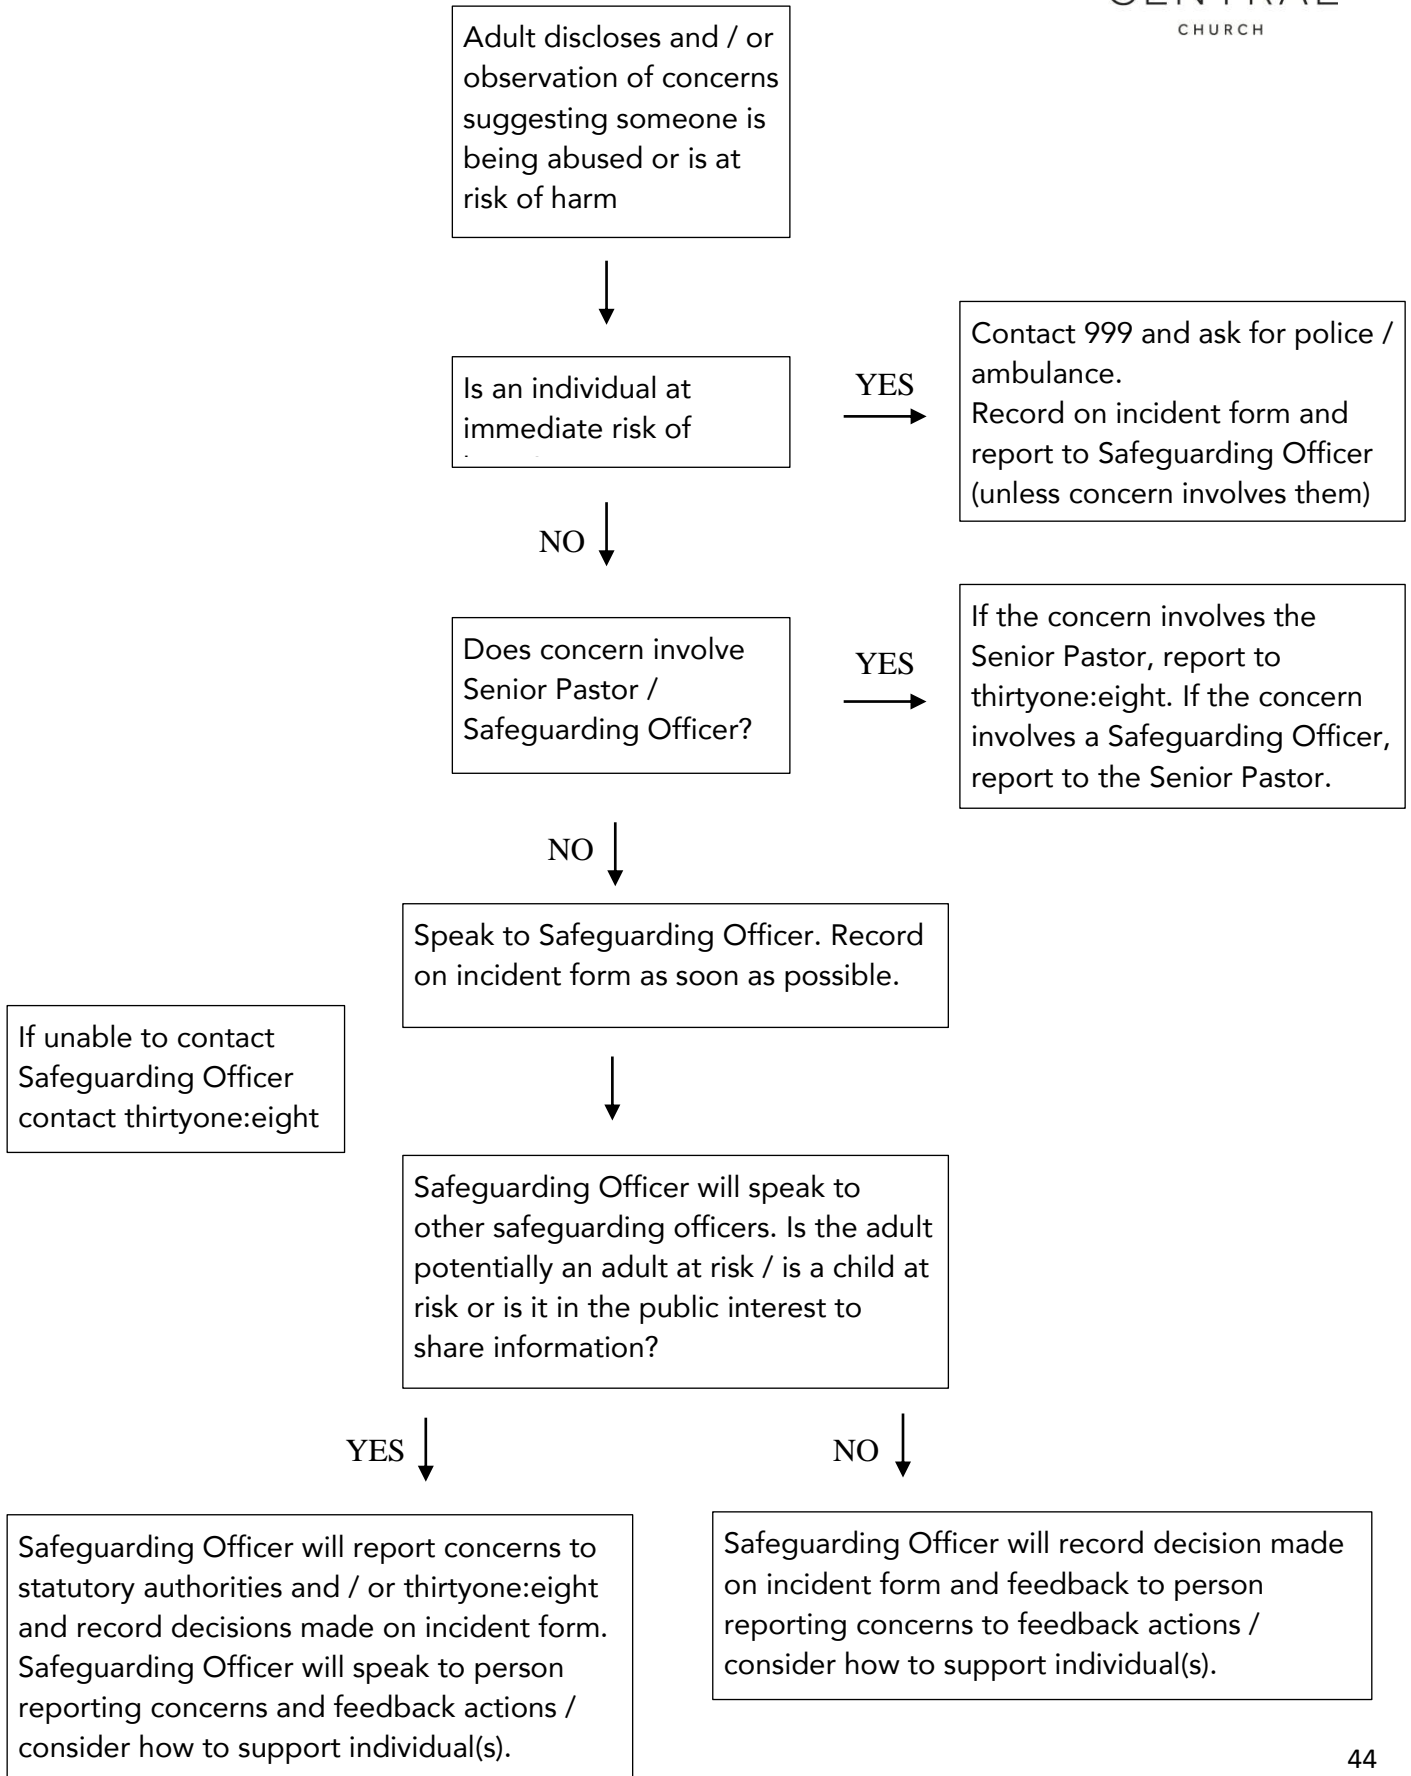 CHURCH
Adult discloses and / or
observation of concerns
suggesting someone is
being abused or is at
risk of harm
Is an individual at
immediate risk of
YES
Contact 999 and ask for police /
ambulance.
Record on incident form and
report to Safeguarding Officer
(unless concern involves them)
NO
Does concern involve
Senior Pastor /
Safeguarding Officer?
YES
If the concern involves the
Senior Pastor, report to
thirtyone:eight. If the concern
involves a Safeguarding Officer,
report to the Senior Pastor.
NO
Speak to Safeguarding Officer. Record
on incident form as soon as possible.
If unable to contact
Safeguarding Officer
contact thirtyone:eight
Safeguarding Officer will speak to
other safeguarding officers. Is the adult
potentially an adult at risk / is a child at
risk or is it in the public interest to
share information?
YES
NO
Safeguarding Officer will report concerns to
statutory authorities and / or thirtyone:eight
and record decisions made on incident form.
Safeguarding Officer will speak to person
reporting concerns and feedback actions /
consider how to support individual(s).
Safeguarding Officer will record decision made
on incident form and feedback to person
reporting concerns to feedback actions /
consider how to support individual(s).
44